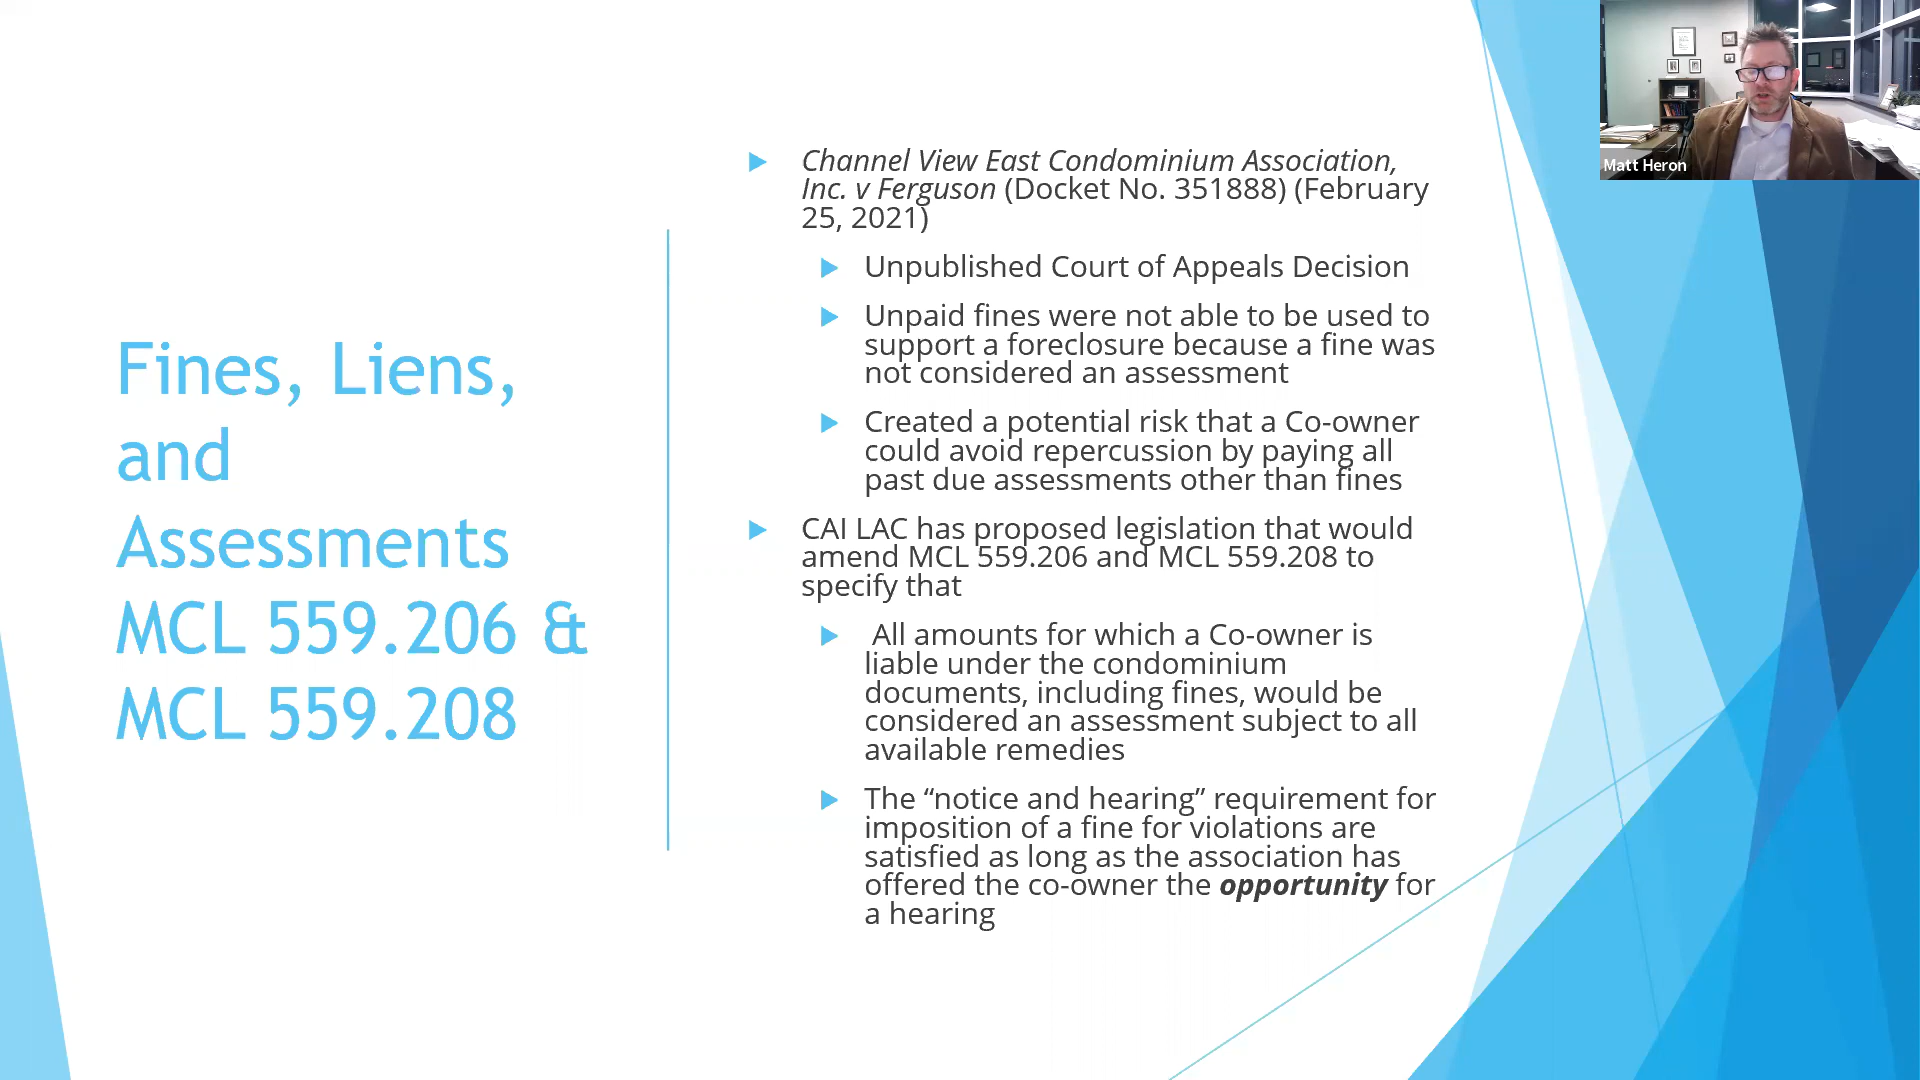 Fines, Liens,
and
Assessments
MCL 559.206 &
MCL 559.208
Channel View East Condominium Association,
Inc. v Ferguson (Docket No. 351888) (February
25, 2021)
Unpublished Court of Appeals Decision
Unpaid fines were not able to be used to
support a foreclosure because a fine was
not considered an assessment
Created a potential risk that a Co-owner
could avoid repercussion by paying all
past due assessments other than fines
CAI LAC has proposed legislation that would
amend MCL 559.206 and MCL 559.208 to
specify that
All amounts for which a Co-owner is
liable under the condominium
documents, including fines, would be
considered an assessment subject to all
available remedies
The “notice and hearing” requirement for
imposition of a fine for violations are
satisfied as long as the association has
offered the co-owner the opportunity for
a hearing
Matt Heron